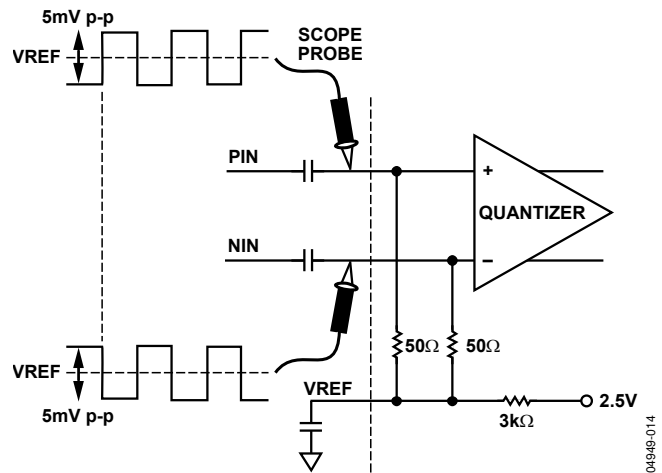 5mV p-p
VREF
SCOPE
PROBE
PIN
+
QUANTIZER
NIN
−
50Ω
50Ω
VREF
5mV p-p
VREF
2.5V
3kΩ
04949-014